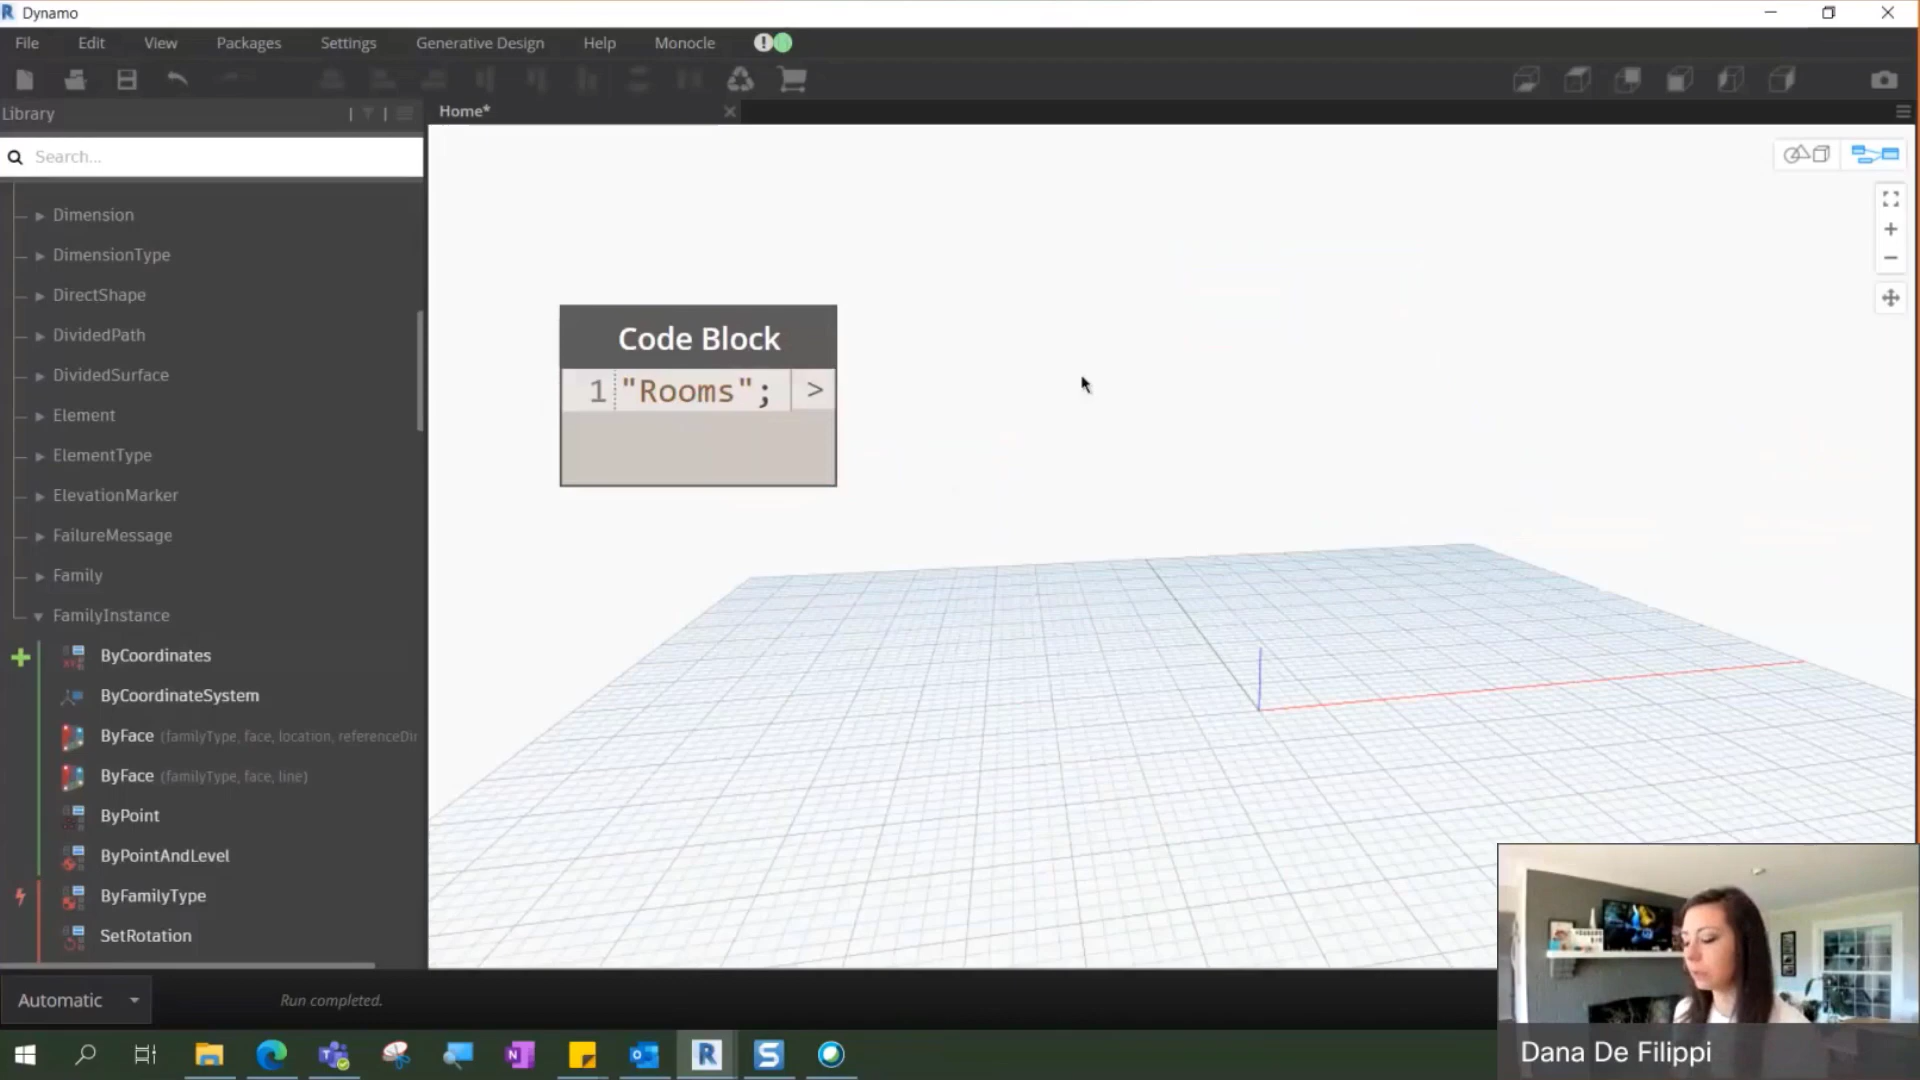 Dynamo
File Edit View Packages Settings Generative Design Help Monocle
Library
Home*
Search...
Dimension
DimensionType
DirectShape
DividedPath
DividedSurface
Element
ElementType
ElevationMarker
FailureMessage
Family
FamilyInstance
ByCoordinates
ByCoordinateSystem
ByFace (familyType, face, location, referenceDir
ByFace (familyType, face, line)
ByPoint
ByPointAndLevel
ByFamilyType
SetRotation
Code Block
1 "Rooms"; >
Automatic
Run completed.
Dana De Filippi